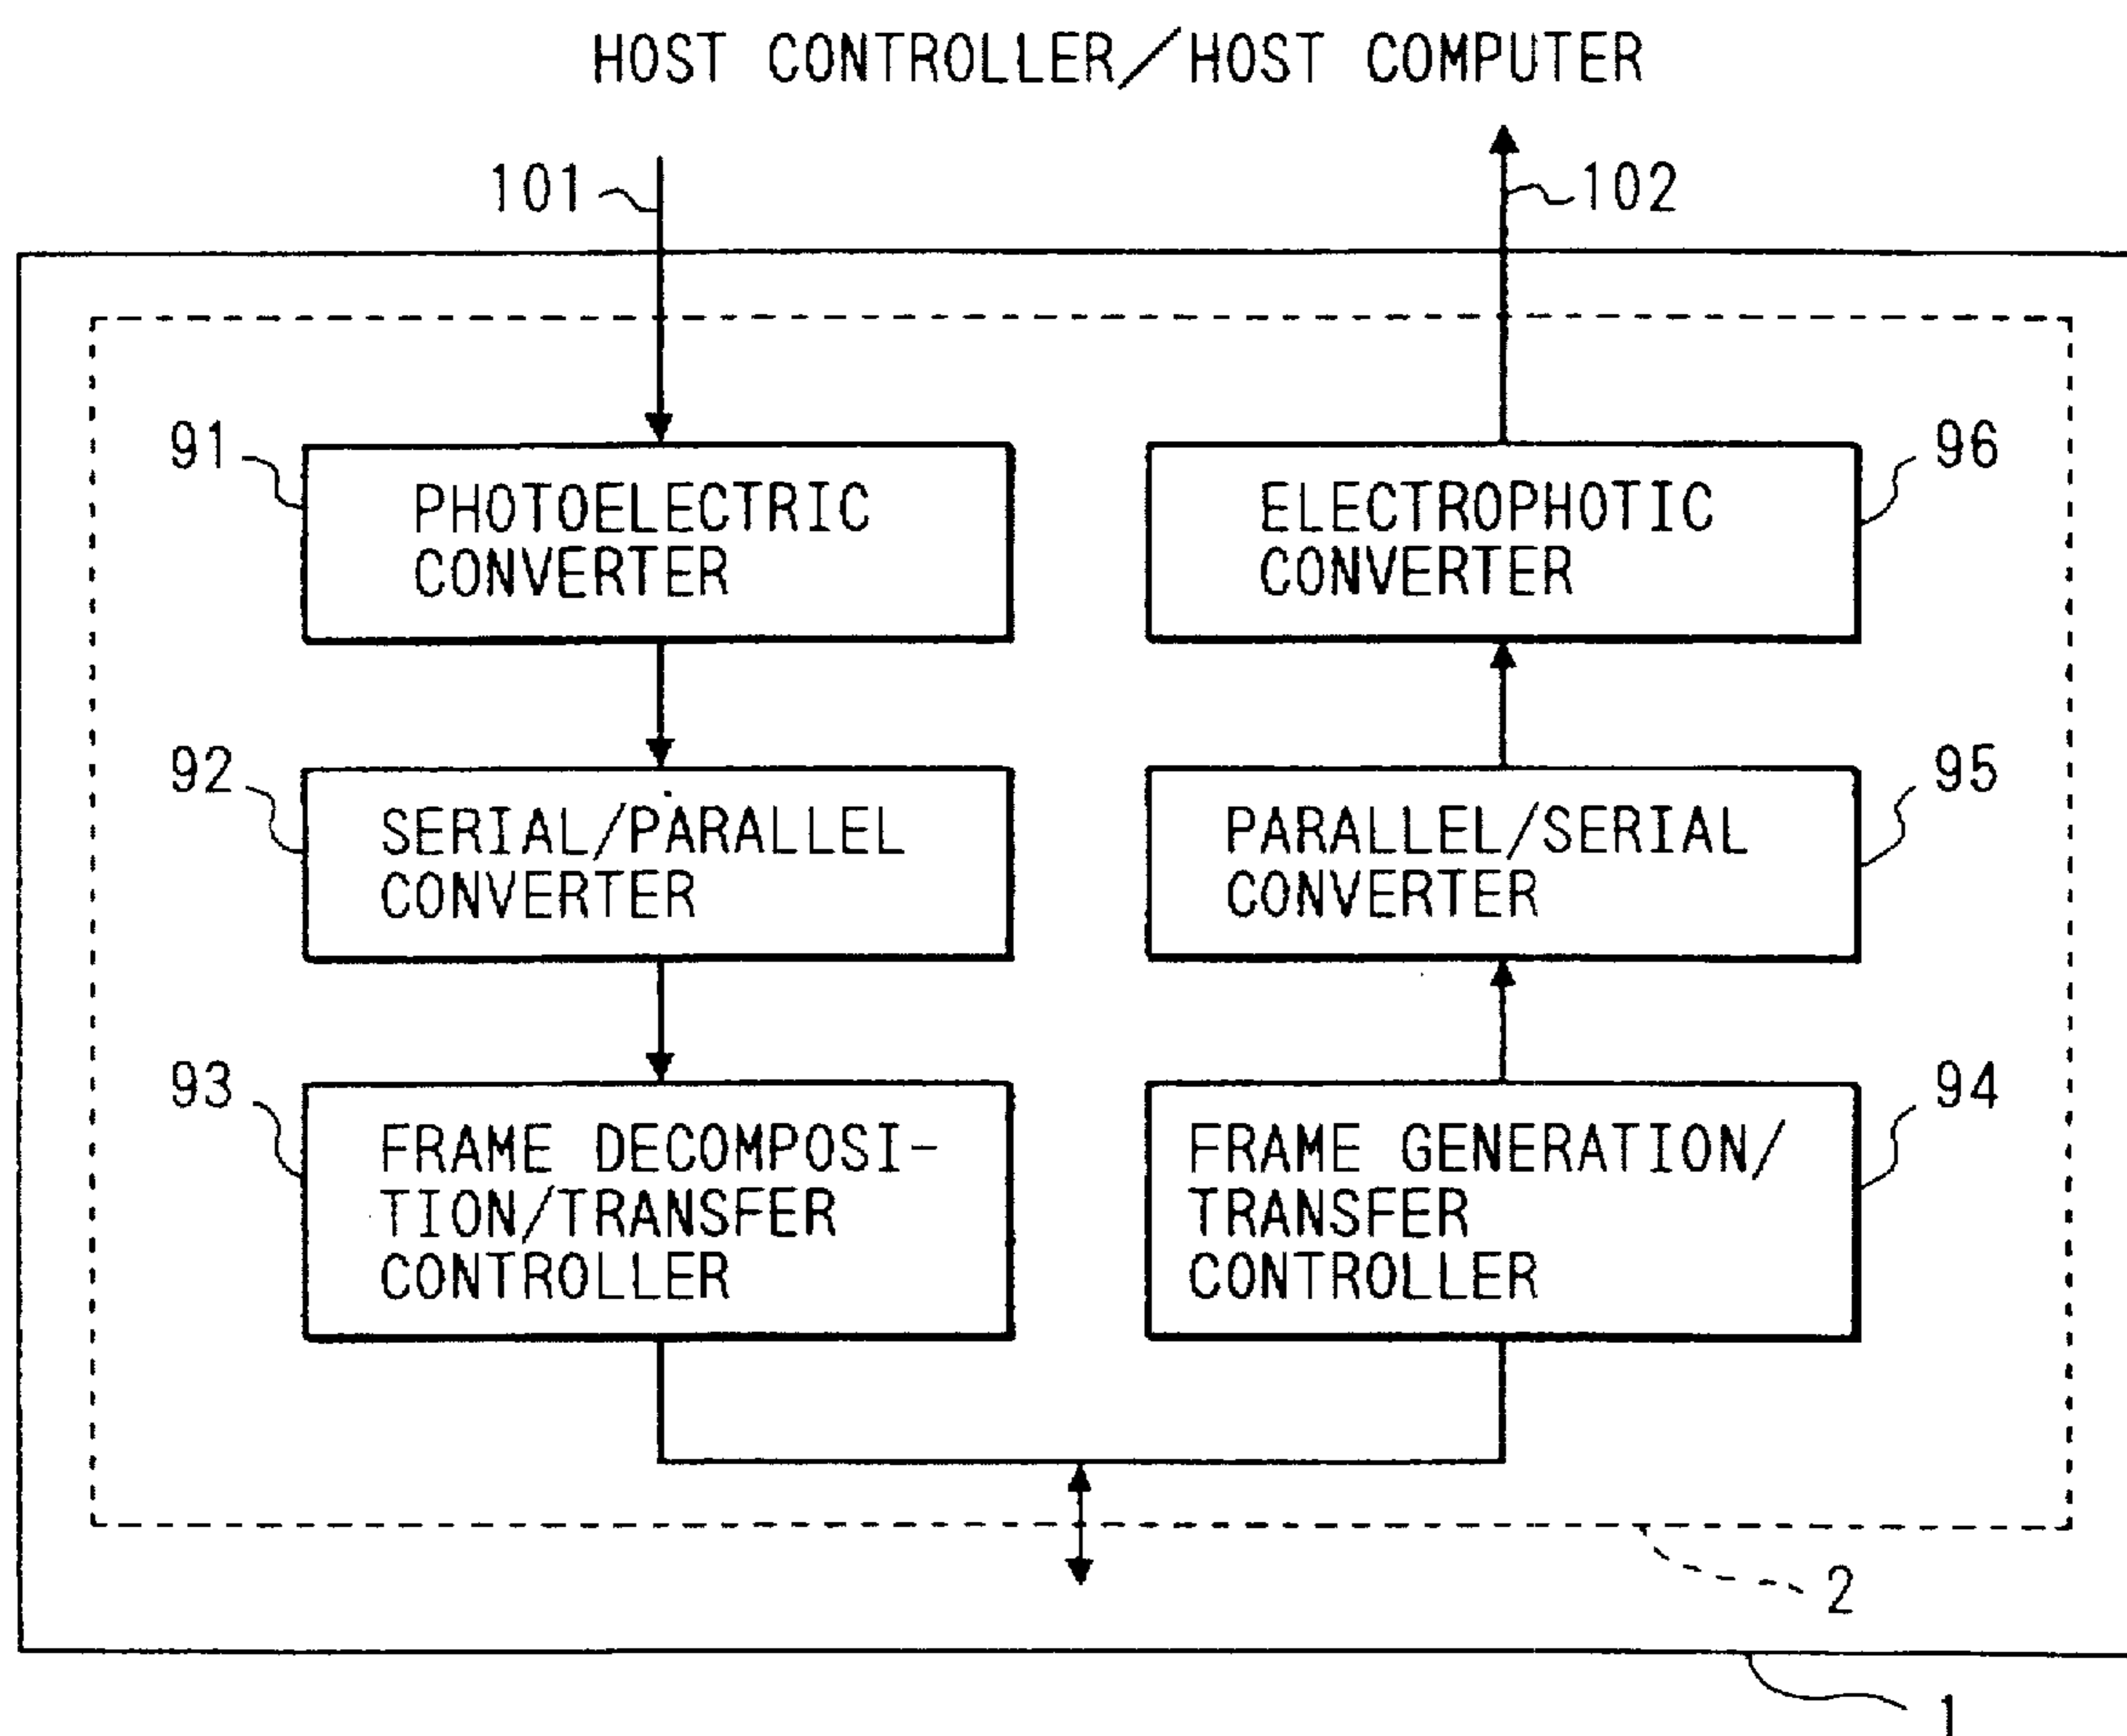 HOST CONTROLLER/HOST COMPUTER
101
102
91
PHOTOELECTRIC
CONVERTER
96
ELECTROPHOTIC
CONVERTER
92
SERIAL/PARALLEL
CONVERTER
95
PARALLEL/SERIAL
CONVERTER
93
FRAME DECOMPOSI-
TION/TRANSFER
CONTROLLER
94
FRAME GENERATION/
TRANSFER
CONTROLLER
2
1